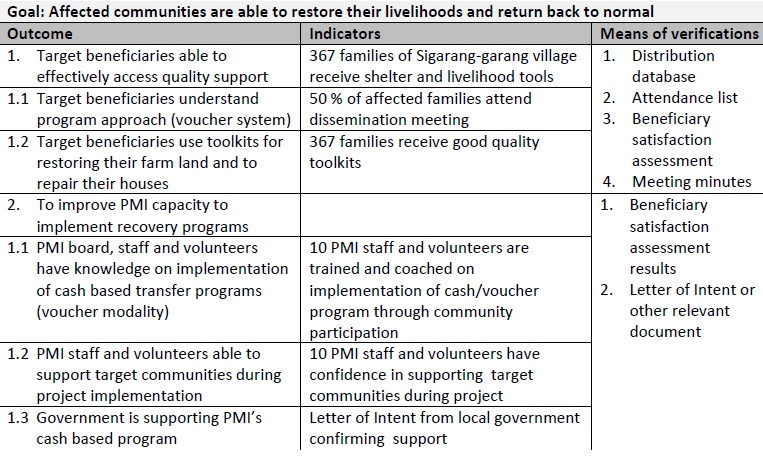 Goal: Affected communities are able to restore their livelihoods and return back to normal
Outcome
Indicators
Means of verifications
1. Target beneficiaries able to
effectively access quality support
367 families of Sigarang-garang village
receive shelter and livelihood tools
1. Distribution
database
2. Attendance list
3. Beneficiary
satisfaction
assessment
4. Meeting minutes
1.1 Target beneficiaries understand
program approach (voucher system)
50 % of affected families attend
dissemination meeting
1.2 Target beneficiaries use toolkits for
restoring their farm land and to
repair their houses
367 families receive good quality
toolkits
2. To improve PMI capacity to
implement recovery programs
1. Beneficiary
satisfaction
assessment
results
2. Letter of Intent or
other relevant
document
1.1 PMI board, staff and volunteers
have knowledge on implementation
of cash based transfer programs
(voucher modality)
10 PMI staff and volunteers are
trained and coached on
implementation of cash/voucher
program through community
participation
1.2 PMI staff and volunteers able to
support target communities during
project implementation
10 PMI staff and volunteers have
confidence in supporting target
communities during project
1.3 Government is supporting PMI's
cash based program
Letter of Intent from local government
confirming support